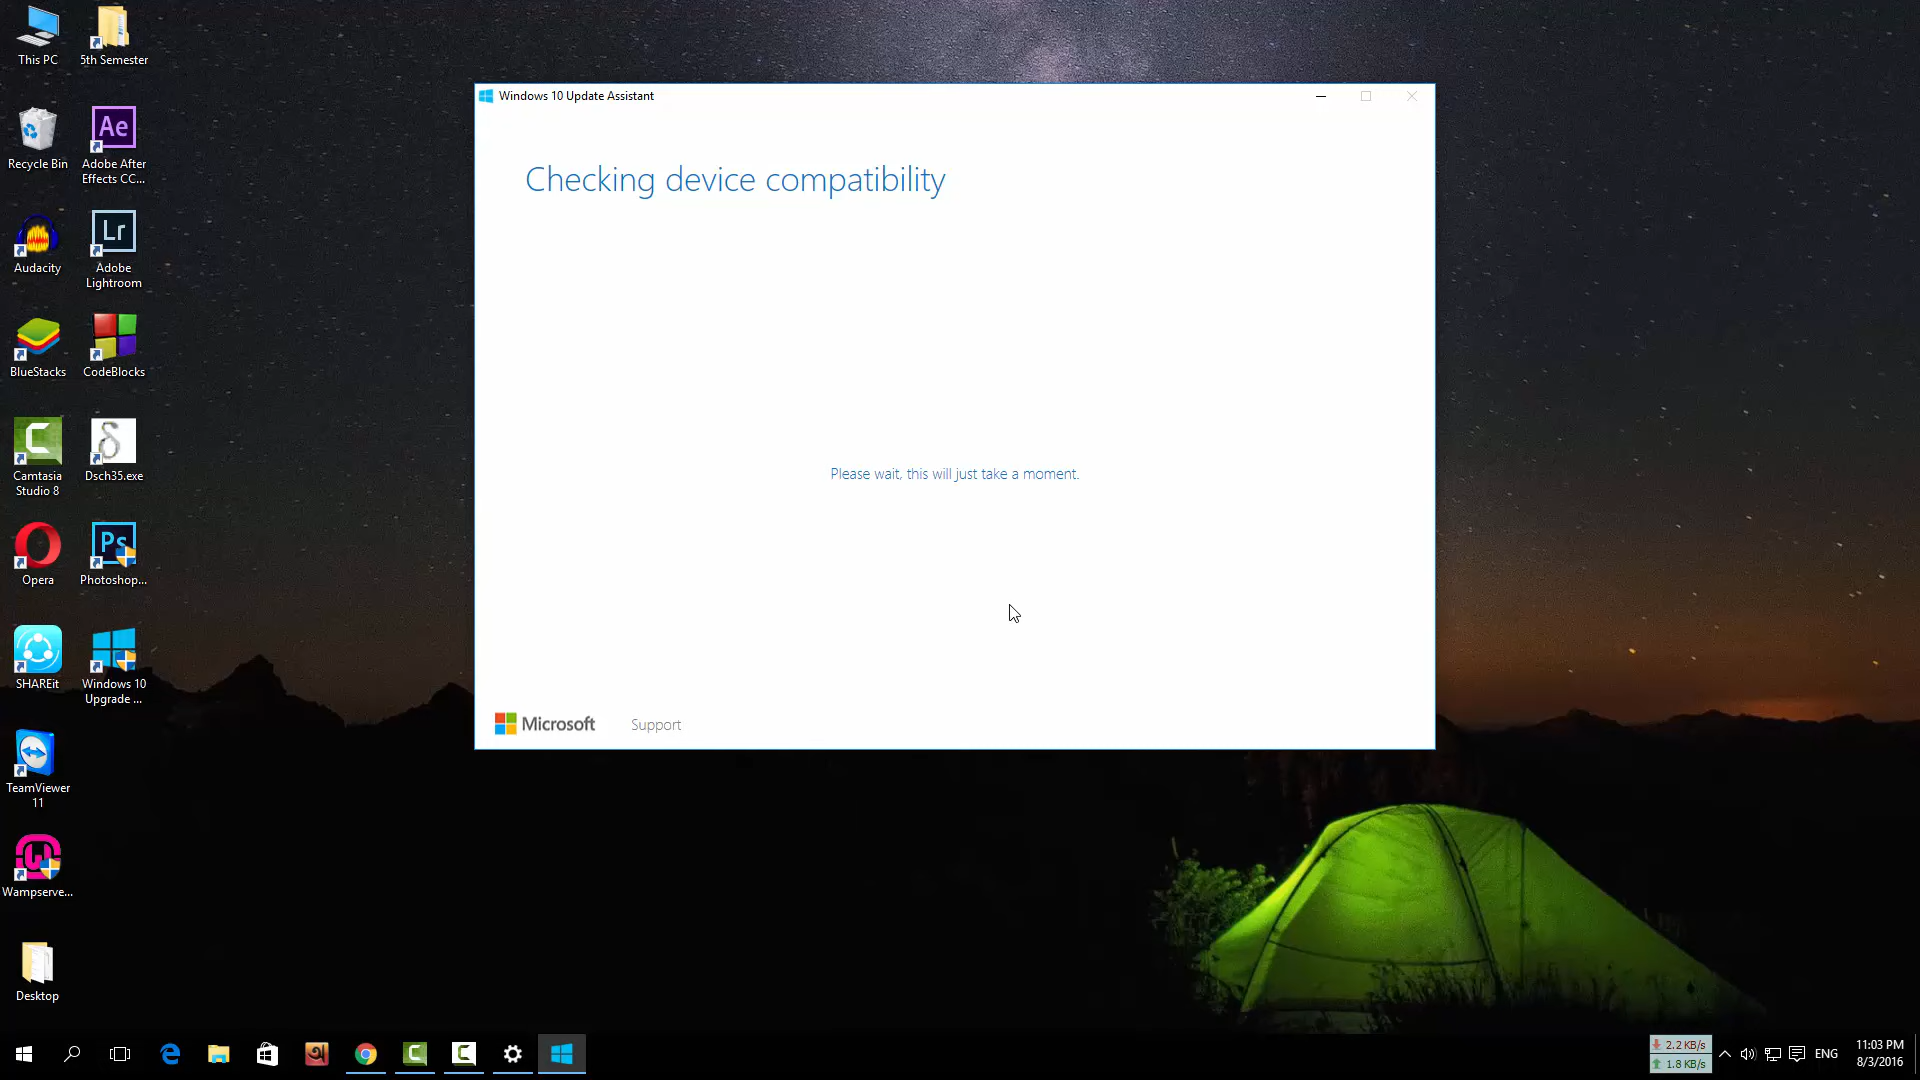 This PC
5th Semester
Recycle Bin
Ae
Adobe After
Effects CC...
Audacity
Lr
Adobe
Lightroom
BlueStacks
CodeBlocks
Camtasia
Studio 8
Dsch35.exe
Opera
Ps
Photoshop...
SHAREit
Windows 10
Upgrade ...
TeamViewer
11
Wampserve...
Desktop
Windows 10 Update Assistant
Checking device compatibility
Please wait, this will just take a moment.
Microsoft
Support
2.2 KB/s
1.8 KB/s
ENG
11:03 PM
8/3/2016